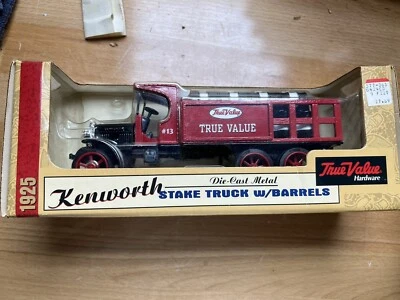 True Value
#13
TRUE VALUE
1925
Kenworth
Die-Cast Metal
STAKE TRUCK W/BARRELS
True Value
Hardware